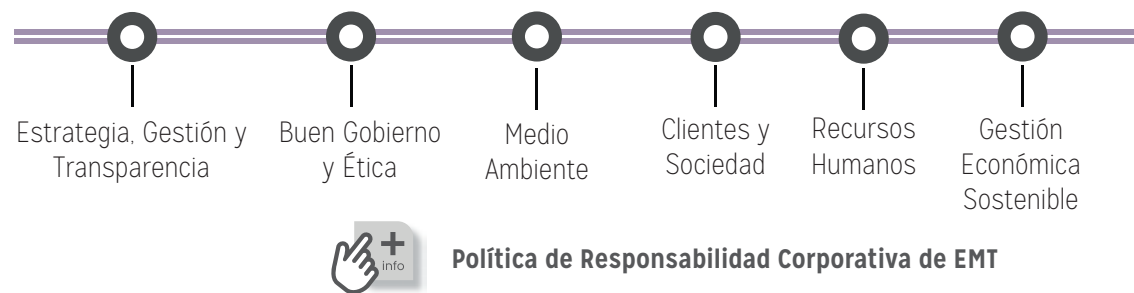 Estrategia, Gestión y
Transparencia
Buen Gobierno
y Ética
Medio
Ambiente
Clientes y
Sociedad
Recursos
Humanos
Gestión
Económica
Sostenible
+
info
Política de Responsabilidad Corporativa de EMT